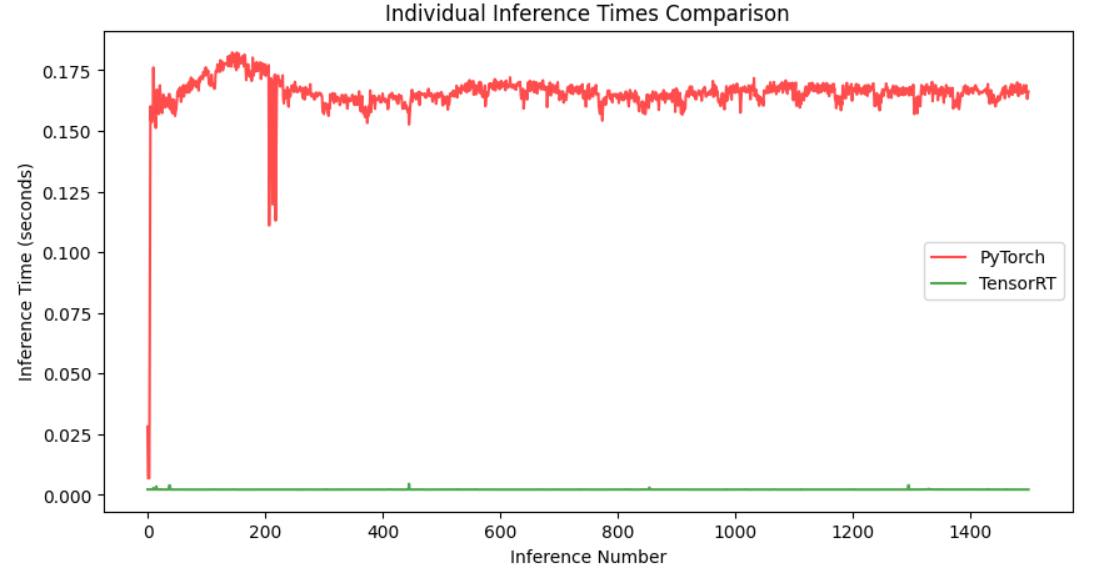 Individual Inference Times Comparison
Inference Time (seconds)
0.175
0.150
0.125
0.100
0.075
0.050
0.025
0.000
PyTorch
TensorRT
0 200 400 600 800 1000 1200 1400
Inference Number